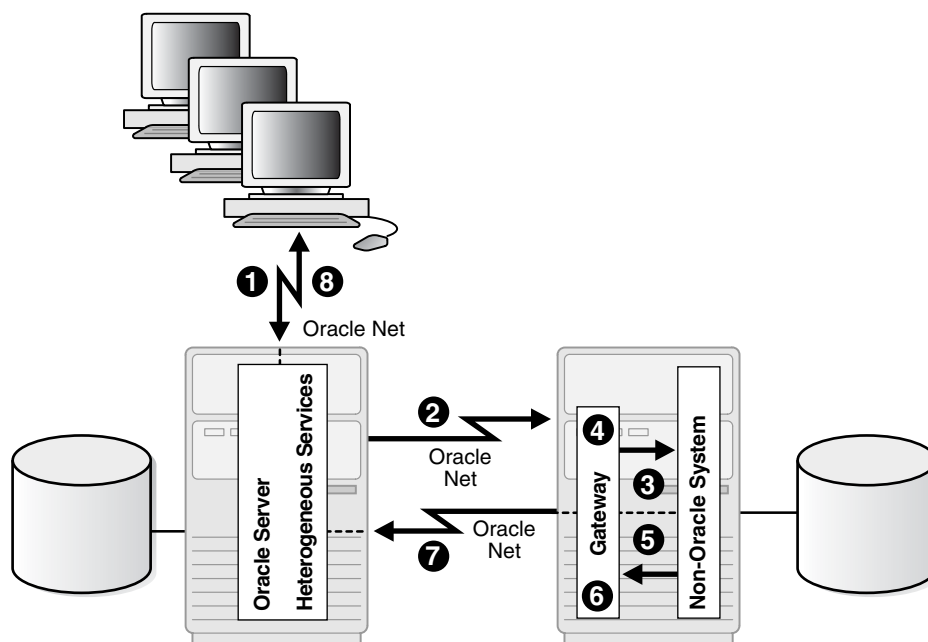 1
8
Oracle Net
Oracle Server
Heterogeneous Services
2
Oracle
Net
7
Oracle
Net
Gateway
4
3
5
6
Non-Oracle System